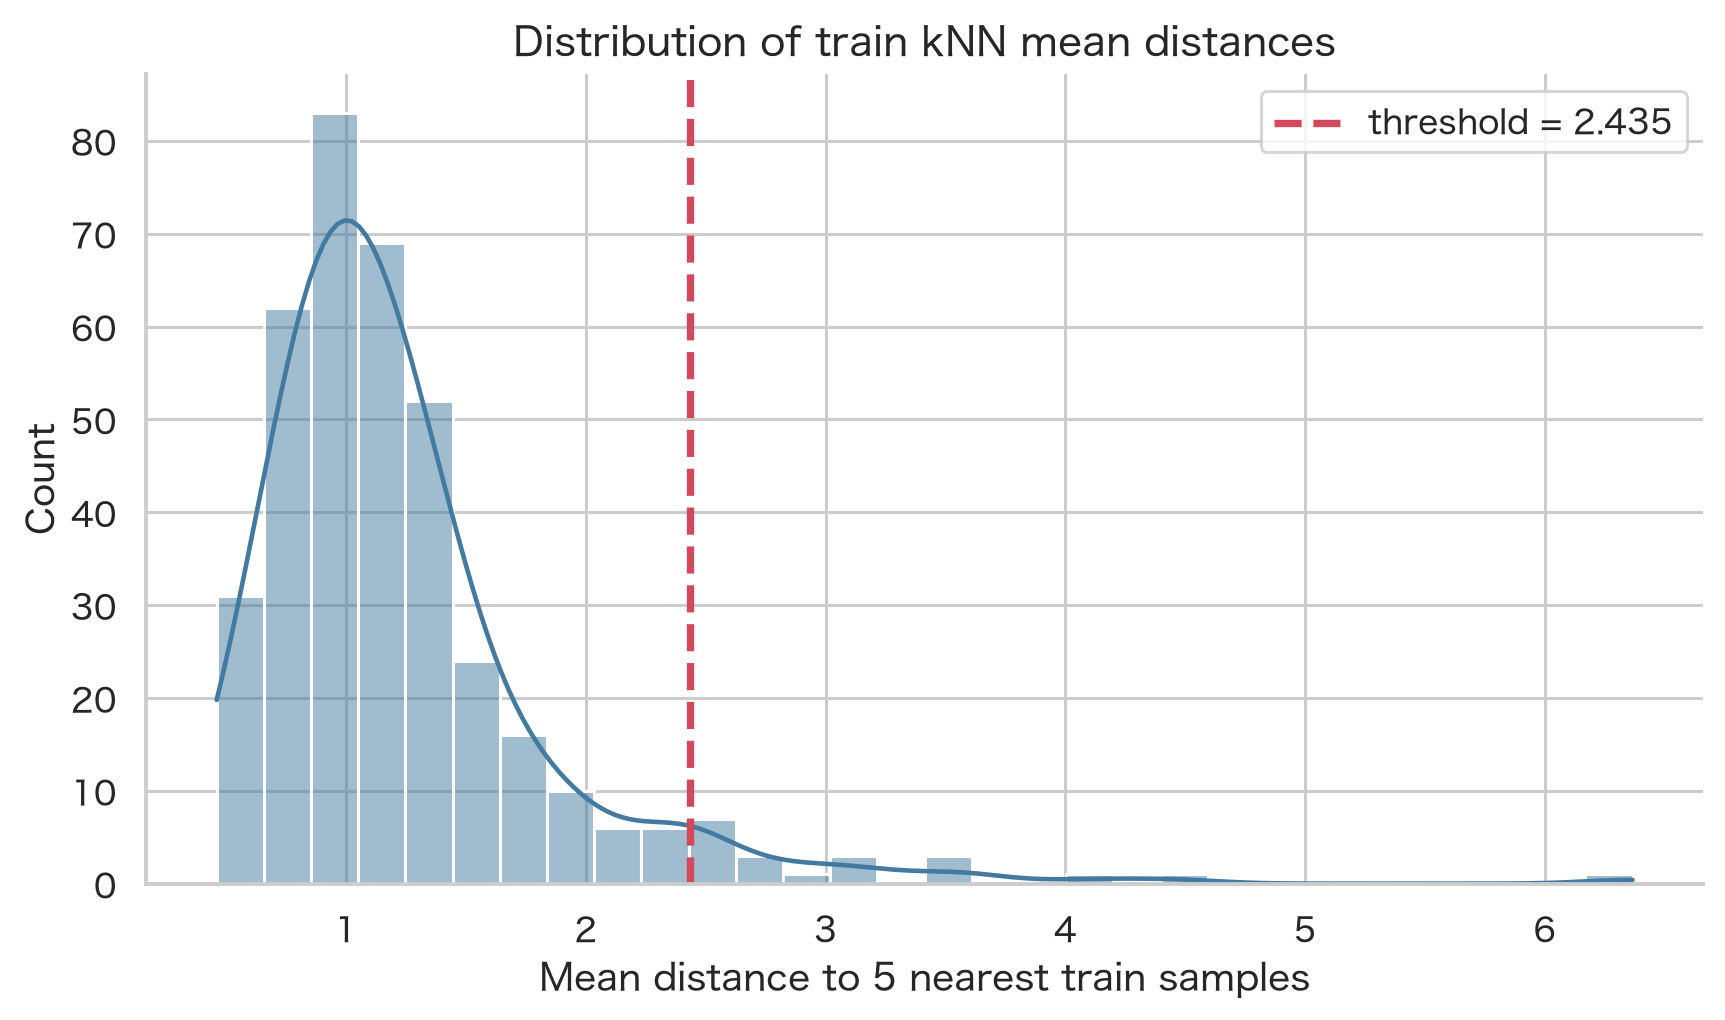 Distribution of train kNN mean distances
threshold = 2.435
Count
80
70
60
50
40
30
20
10
0
1 2 3 4 5 6
Mean distance to 5 nearest train samples